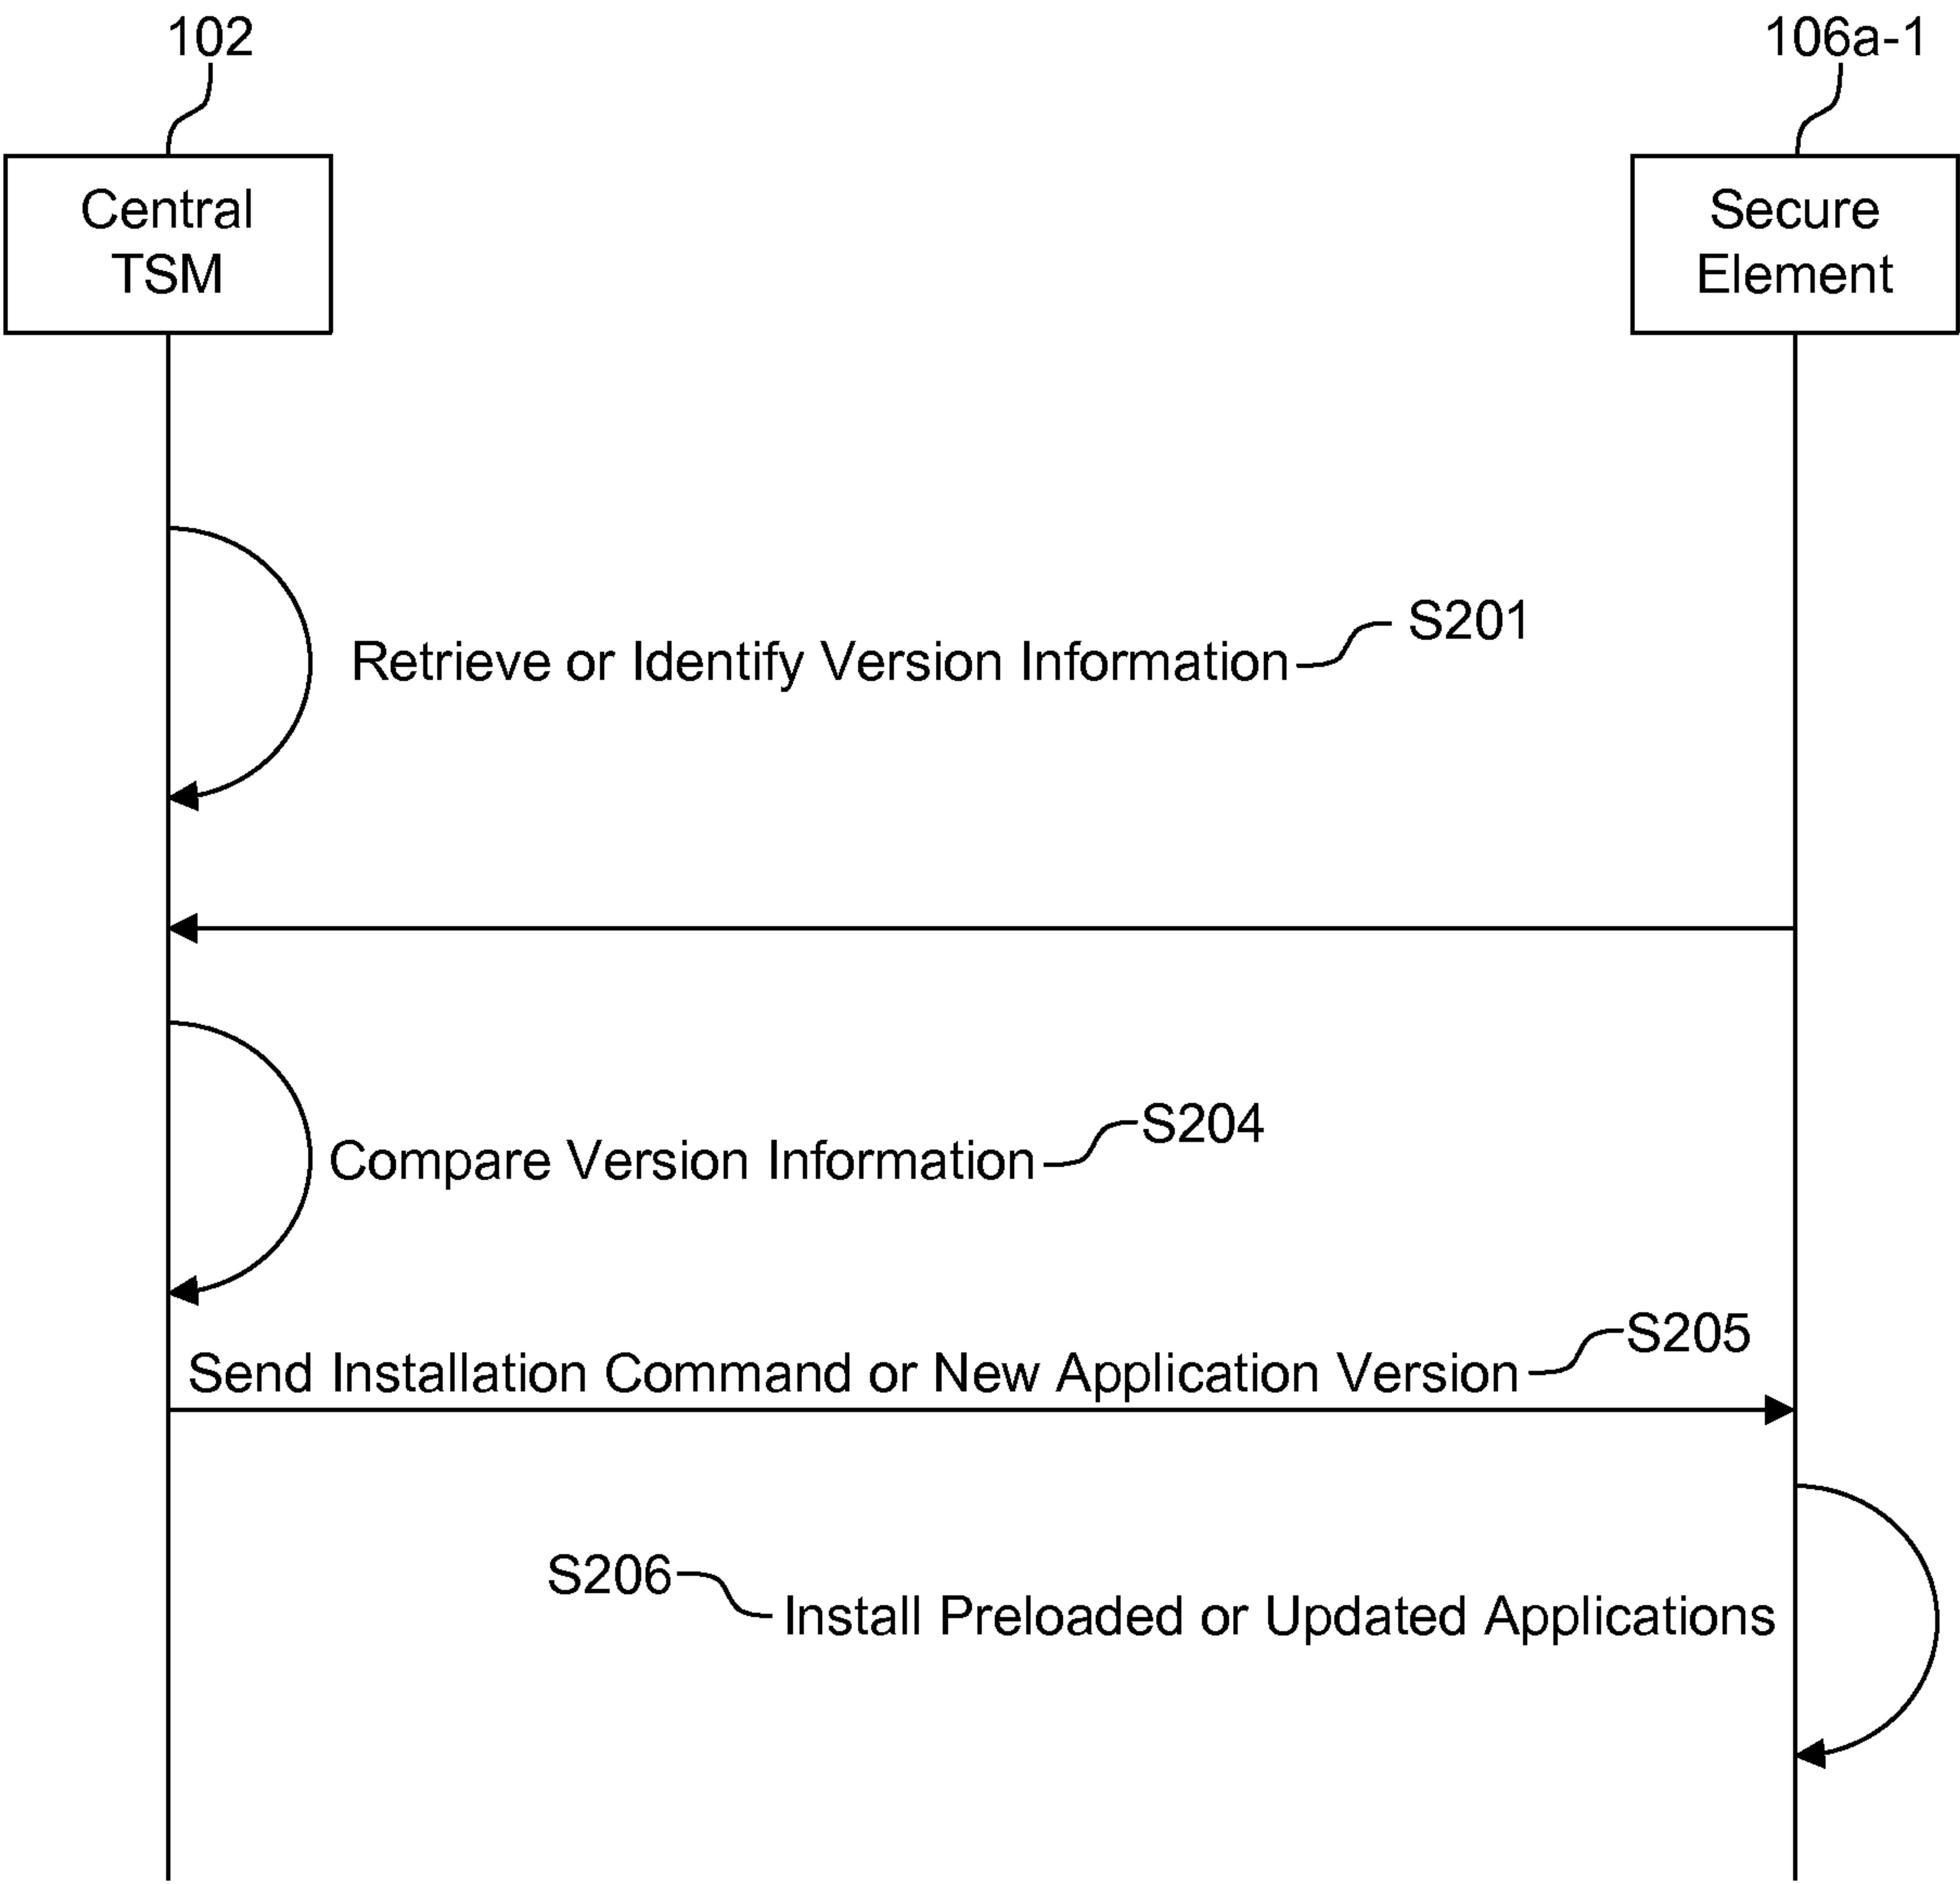 102
106a-1
Central
TSM
Secure
Element
S201
Retrieve or Identify Version Information
S204
Compare Version Information
S205
Send Installation Command or New Application Version
S206
Install Preloaded or Updated Applications